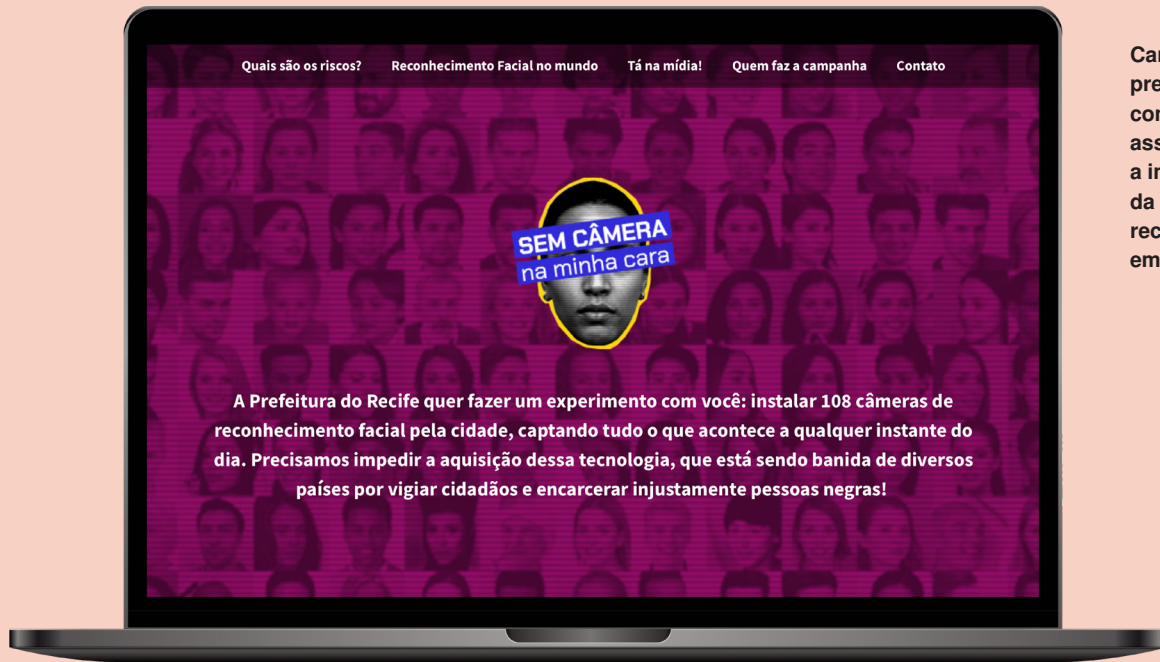 Quais são os riscos? Reconhecimento Facial no mundo Tá na mídia! Quem faz a campanha Contato
SEM CÂMERA
na minha cara
A Prefeitura do Recife quer fazer um experimento com você: instalar 108 câmeras de
reconhecimento facial pela cidade, captando tudo o que acontece a qualquer instante do
dia. Precisamos impedir a aquisição dessa tecnologia, que está sendo banida de diversos
países por vigiar cidadãos e encarcerar injustamente pessoas negras!
da
em